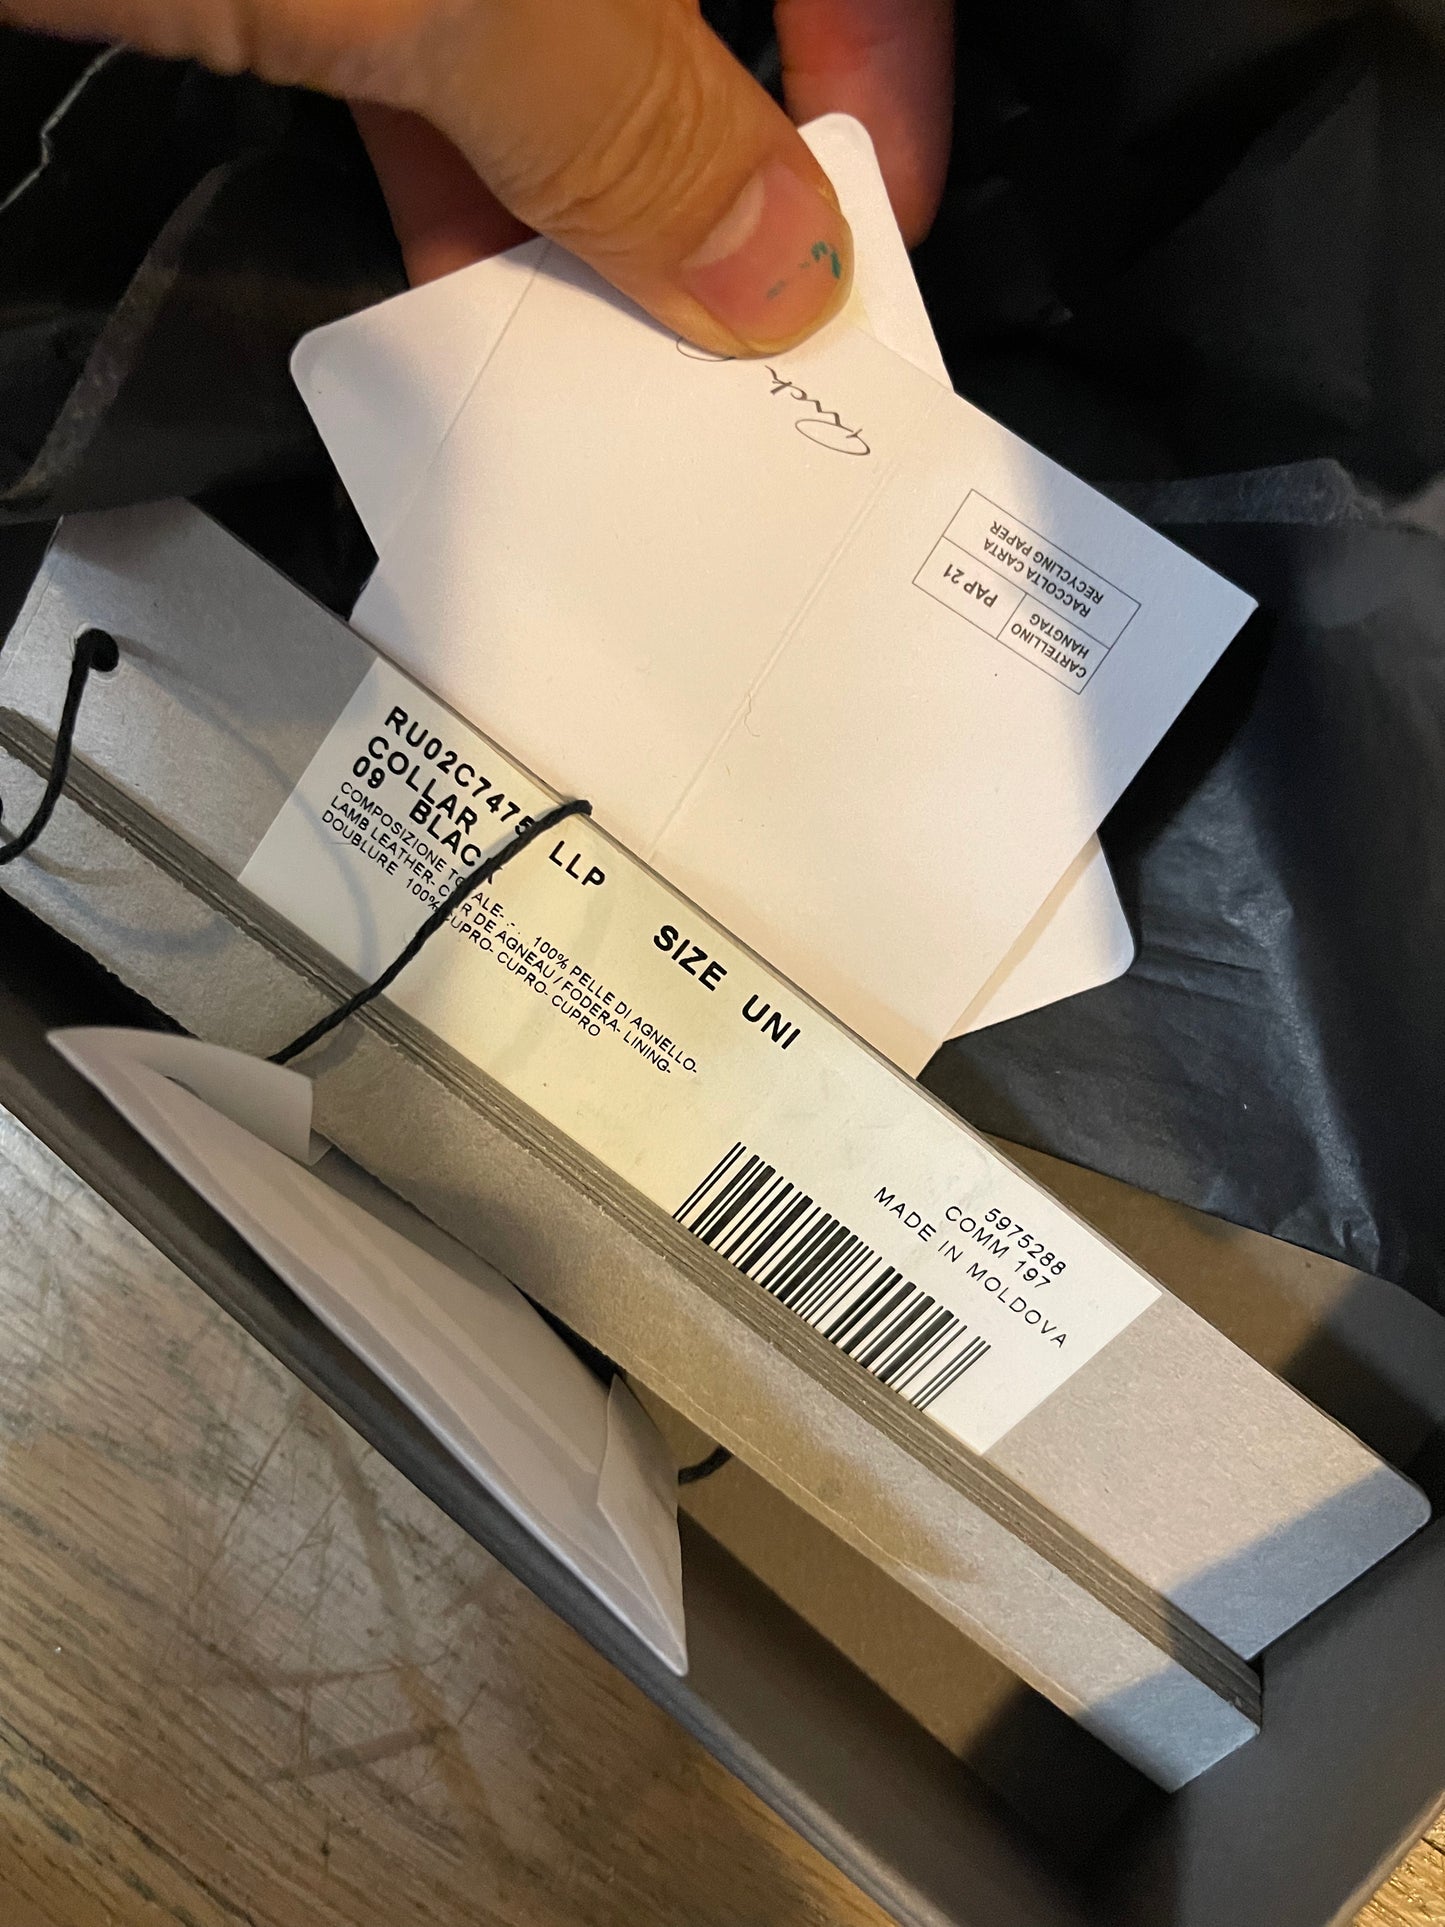 Rick
CARTELLINO
HANGTAG
PAP 21
RACCOLTA CARTA
RECYCLING PAPER
RU02C7475 LLP SIZE UNI
COLLAR
09 BLACK
COMPOSIZIONE TOTALE- 100% PELLE DI AGNELLO-
LAMB LEATHER- CUIR DE AGNEAU / FODERA- LINING-
DOUBLURE 100% CUPRO- CUPRO- CUPRO
5975288
COMM 197
MADE IN MOLDOVA